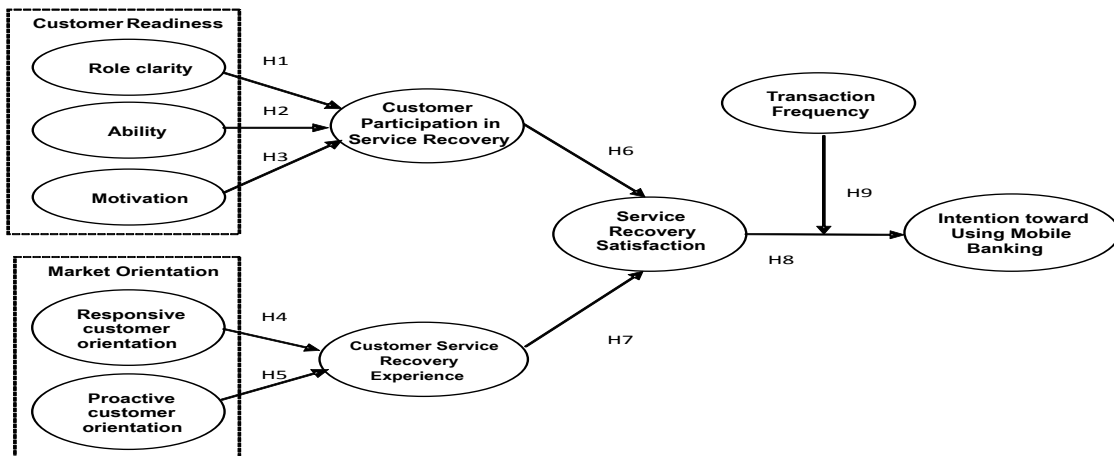 Customer Readiness
Role clarity
H1
Ability
H2
Motivation
H3
Customer
Participation in
Service Recovery
H6
Transaction
Frequency
H9
Service
Recovery
Satisfaction
H8
Intention toward
Using Mobile
Banking
Market Orientation
Responsive
customer
orientation
H4
Proactive
customer
orientation
H5
Customer Service
Recovery
Experience
H7